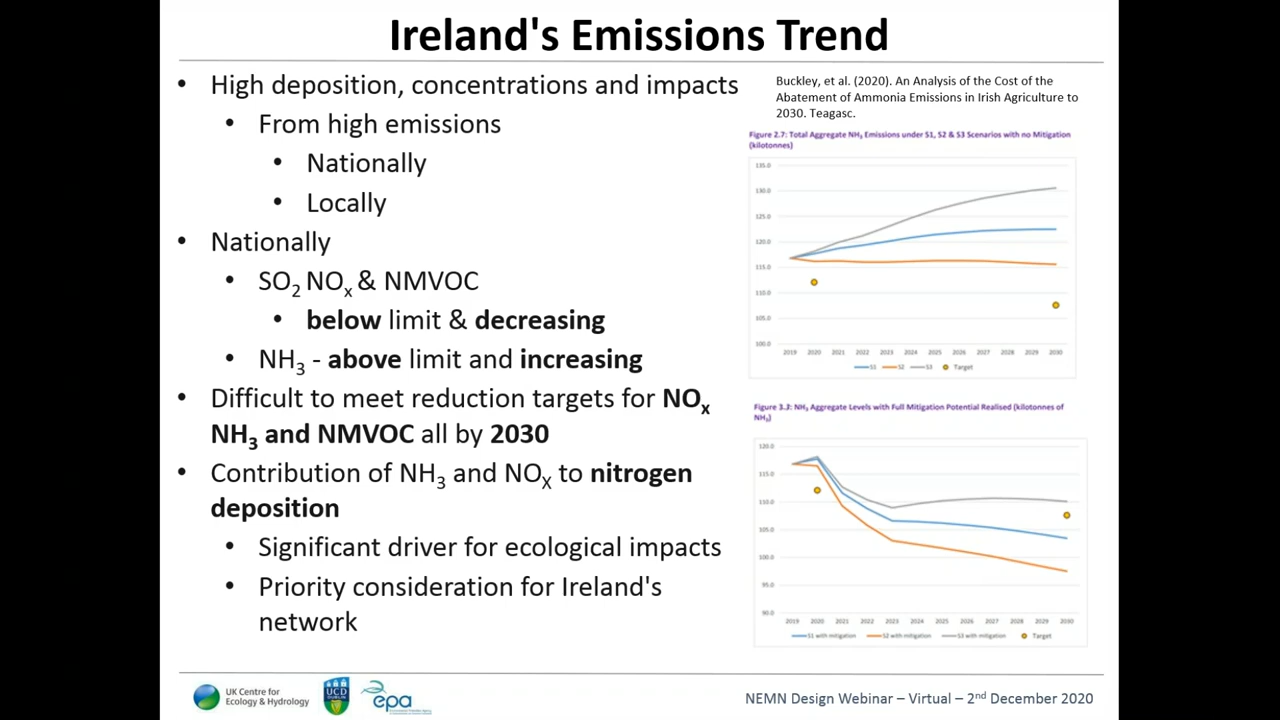 Ireland's Emissions Trend
• High deposition, concentrations and impacts
• From high emissions
• Nationally
• Locally
• Nationally
• SO2 NOx & NMVOC
• below limit & decreasing
• NH3 - above limit and increasing
• Difficult to meet reduction targets for NOx
NH3 and NMVOC all by 2030
• Contribution of NH3 and NOX to nitrogen
deposition
• Significant driver for ecological impacts
• Priority consideration for Ireland's
network
Buckley, et al. (2020). An Analysis of the Cost of the
Abatement of Ammonia Emissions in Irish Agriculture to
2030. Teagasc.
Figure 2.7: Total Aggregate NH3 Emissions under S1, S2 & S3 Scenarios with no Mitigation
(kilotonnes)
135.0
130.0
125.0
120.0
115.0
110.0
105.0
100.0
2019 2020 2021 2022 2023 2024 2025 2026 2027 2028 2029 2030
S1 S2 S3 Target
Figure 3.3: NH3 Aggregate Levels with Full Mitigation Potential Realised (kilotonnes of
NH3)
120.0
115.0
110.0
105.0
100.0
95.0
90.0
2019 2020 2021 2022 2023 2024 2025 2026 2027 2028 2029 2030
S1 with mitigation S2 with mitigation S3 with mitigation Target
UK Centre for
Ecology & Hydrology
UCD
DUBLIN
epa
NEMN Design Webinar – Virtual – 2nd December 2020